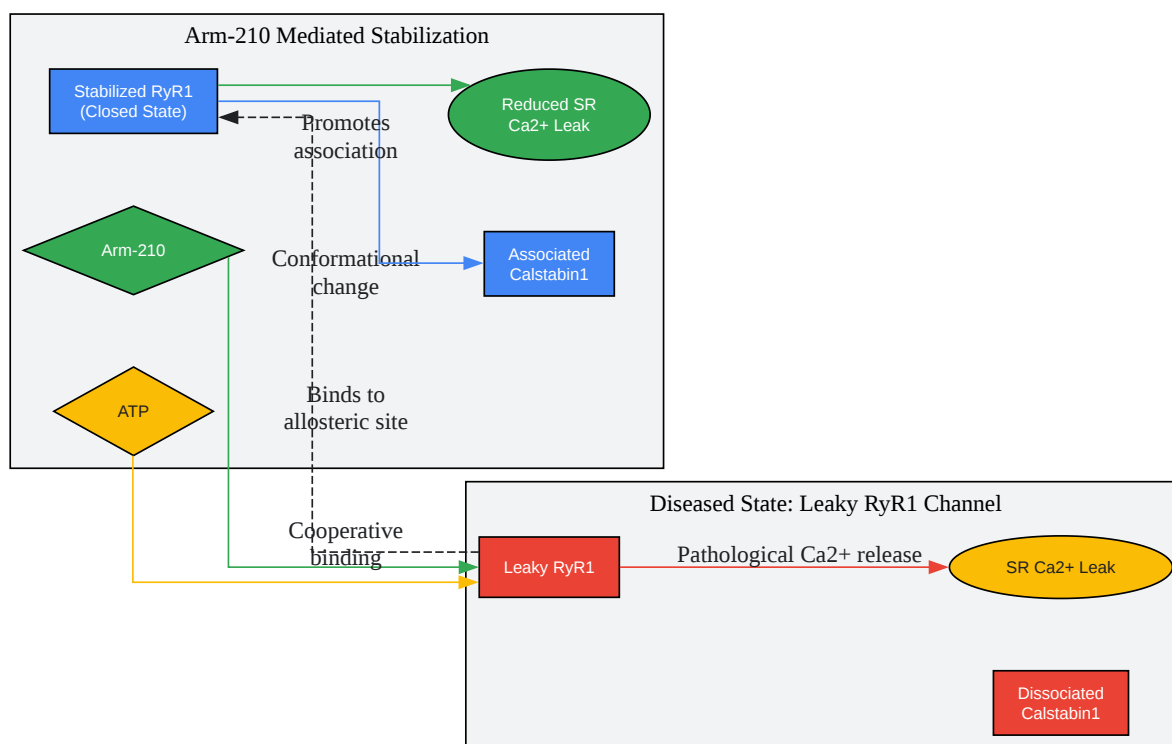 Arm-210 Mediated Stabilization
Stabilized RyR1
(Closed State)
Reduced SR
Ca2+ Leak
Promotes
association
Arm-210
Associated
Calstabin1
Conformational
change
ATP
Binds to
allosteric site
Diseased State: Leaky RyR1 Channel
Cooperative
binding
Leaky RyR1
Pathological Ca2+ release
SR Ca2+ Leak
Dissociated
Calstabin1